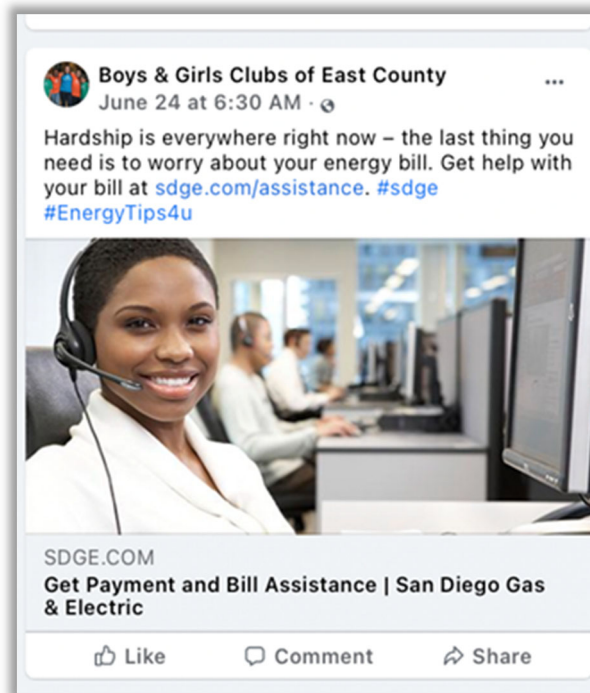 Boys & Girls Clubs of East County
June 24 at 6:30 AM ·
Hardship is everywhere right now – the last thing you
need is to worry about your energy bill. Get help with
your bill at sdge.com/assistance. #sdge
#EnergyTips4u
SDGE.COM
Get Payment and Bill Assistance | San Diego Gas
& Electric
Like Comment Share